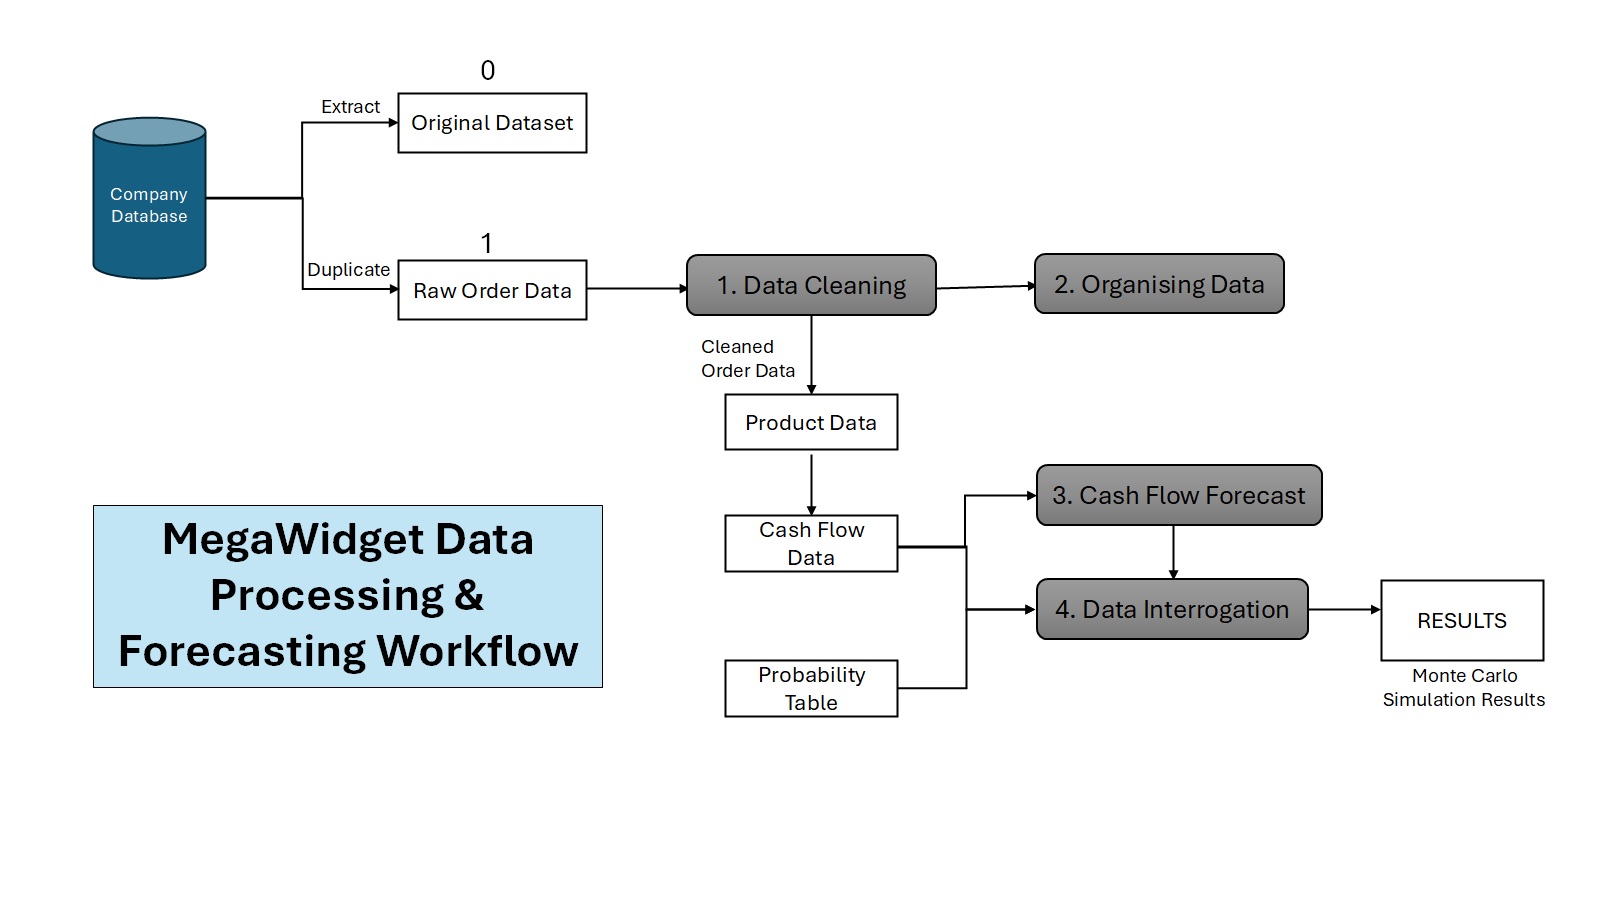 0
Extract
Original Dataset
Company
Database
1
Duplicate
Raw Order Data
1. Data Cleaning
2. Organising Data
Cleaned
Order Data
Product Data
3. Cash Flow Forecast
Cash Flow
Data
MegaWidget Data
Processing &
Forecasting Workflow
4. Data Interrogation
RESULTS
Probability
Table
Monte Carlo
Simulation Results